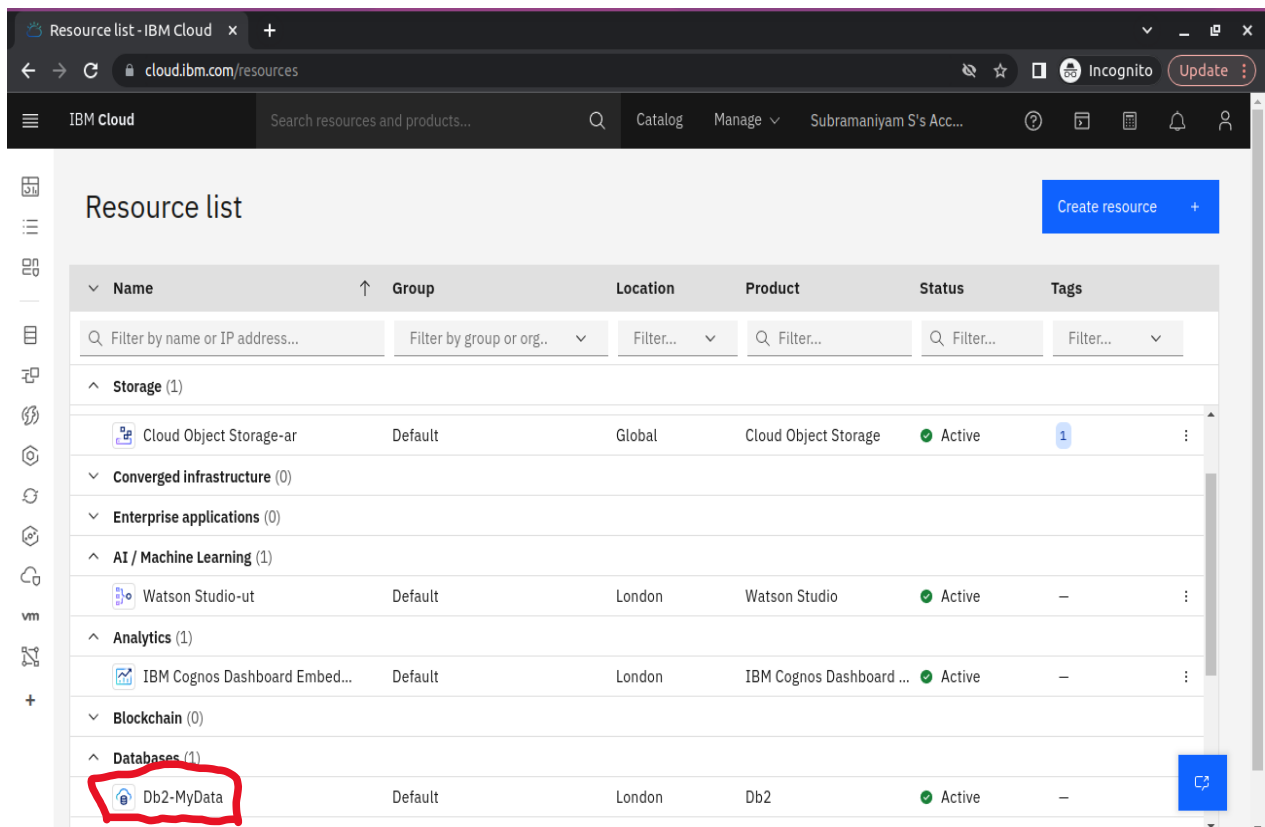 Resource list - IBM Cloud
cloud.ibm.com/resources
Incognito
Update
IBM Cloud
Search resources and products...
Catalog
Manage
Subramaniyam S's Acc...
Resource list
Create resource +
Name Group Location Product Status Tags
Filter by name or IP address... Filter by group or org.. Filter... Filter... Filter... Filter...
Storage (1)
Cloud Object Storage-ar Default Global Cloud Object Storage Active 1
Converged infrastructure (0)
Enterprise applications (0)
AI / Machine Learning (1)
Watson Studio-ut Default London Watson Studio Active –
vm
Analytics (1)
IBM Cognos Dashboard Embed... Default London IBM Cognos Dashboard ... Active –
Blockchain (0)
Databases (1)
Db2-MyData Default London Db2 Active –